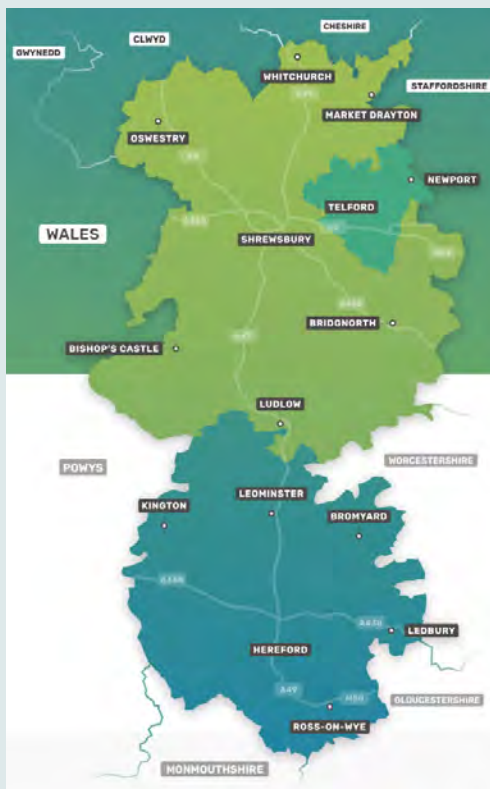 CHESHIRE
CLWYD
GWYNEDD
WHITCHURCH
STAFFORDSHIRE
MARKET DRAYTON
OSWESTRY
NEWPORT
TELFORD
WALES
SHREWSBURY
BRIDGNORTH
BISHOP'S CASTLE
LUDLOW
WORCESTERSHIRE
POWYS
LEOMINSTER
KINGTON
BROMYARD
LEDBURY
HEREFORD
A49
GLOUCESTERSHIRE
ROSS-ON-WYE
MONMOUTHSHIRE